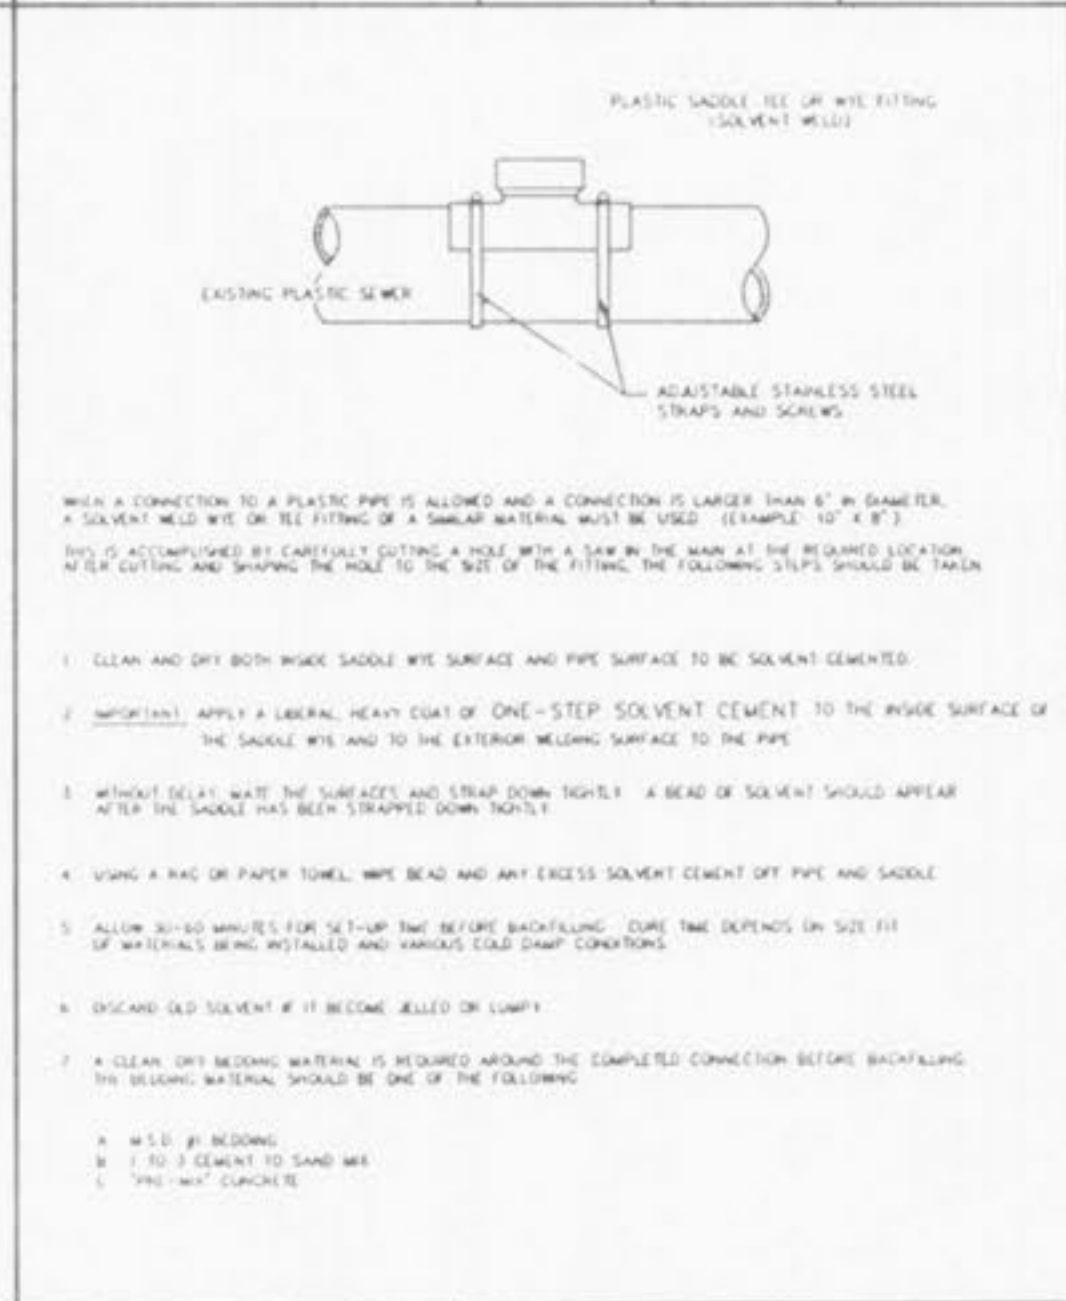 PLASTIC SADDLE TEE OR WYE FITTING
(SOLVENT WELD)
EXISTING PLASTIC SEWER
ADJUSTABLE STAINLESS STEEL
STRAPS AND SCREWS
WHEN A CONNECTION TO A PLASTIC PIPE IS ALLOWED AND A CONNECTION IS LARGER THAN 6" IN DIAMETER,
A SOLVENT WELD WYE OR TEE FITTING OF A SIMILAR MATERIAL MUST BE USED (EXAMPLE 10" X 8")
THIS IS ACCOMPLISHED BY CAREFULLY CUTTING A HOLE WITH A SAW IN THE MAIN AT THE REQUIRED LOCATION
AFTER CUTTING AND SHAPING THE HOLE TO THE SIZE OF THE FITTING, THE FOLLOWING STEPS SHOULD BE TAKEN
1 CLEAN AND DRY BOTH INSIDE SADDLE WYE SURFACE AND PIPE SURFACE TO BE SOLVENT CEMENTED.
2 IMPORTANT: APPLY A LIBERAL, HEAVY COAT OF ONE-STEP SOLVENT CEMENT TO THE INSIDE SURFACE OF
THE SADDLE WYE AND TO THE EXTERIOR WELDING SURFACE TO THE PIPE
3 WITHOUT DELAY, MATE THE SURFACES AND STRAP DOWN TIGHTLY. A BEAD OF SOLVENT SHOULD APPEAR
AFTER THE SADDLE HAS BEEN STRAPPED DOWN TIGHTLY
4 USING A RAG OR PAPER TOWEL, WIPE BEAD AND ANY EXCESS SOLVENT CEMENT OFF PIPE AND SADDLE
5 ALLOW 30-60 MINUTES FOR SET-UP TIME BEFORE BACKFILLING. CURE TIME DEPENDS ON SIZE FIT
OF MATERIALS BEING INSTALLED AND VARIOUS COLD DAMP CONDITIONS
6 DISCARD OLD SOLVENT IF IT BECOME JELLED OR LUMPY
7 A CLEAN, DRY BEDDING MATERIAL IS REQUIRED AROUND THE COMPLETED CONNECTION BEFORE BACKFILLING.
THE BEDDING MATERIAL SHOULD BE ONE OF THE FOLLOWING
A M.S.D. #1 BEDDING
B 1 TO 3 CEMENT TO SAND MIX
C "PRE-MIX" CONCRETE